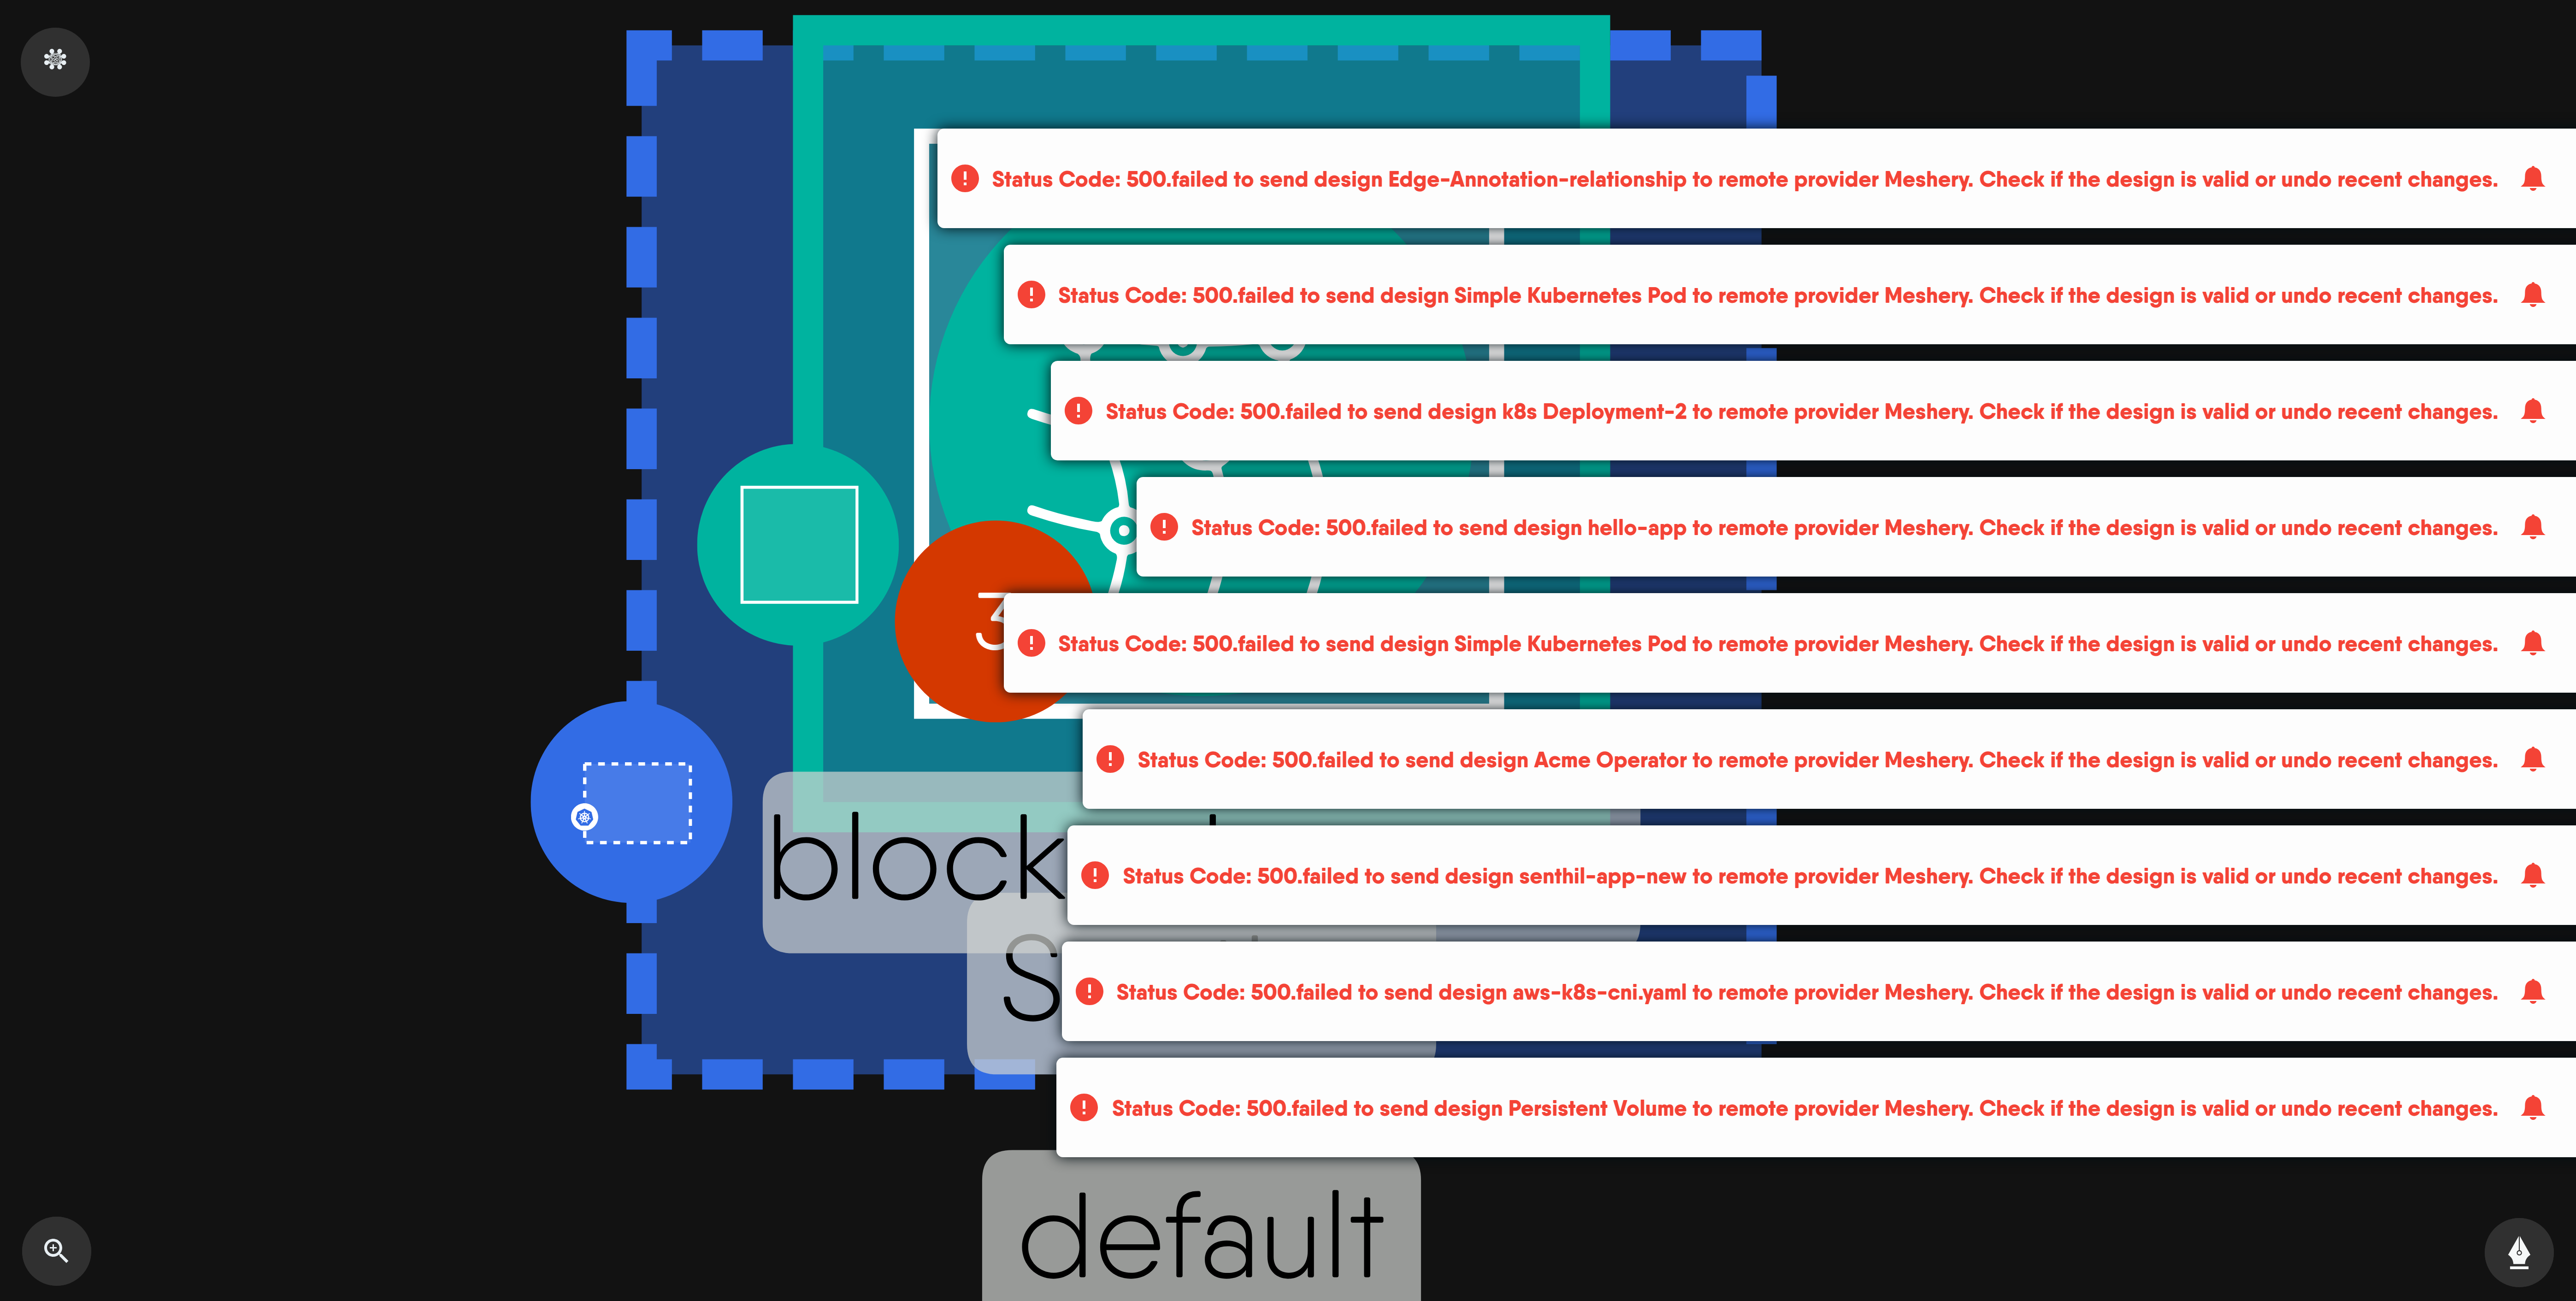 Status Code: 500.failed to send design Edge-Annotation-relationship to remote provider Meshery. Check if the design is valid or undo recent changes.
Status Code: 500.failed to send design Simple Kubernetes Pod to remote provider Meshery. Check if the design is valid or undo recent changes.
Status Code: 500.failed to send design k8s Deployment-2 to remote provider Meshery. Check if the design is valid or undo recent changes.
Status Code: 500.failed to send design hello-app to remote provider Meshery. Check if the design is valid or undo recent changes.
3
Status Code: 500.failed to send design Simple Kubernetes Pod to remote provider Meshery. Check if the design is valid or undo recent changes.
Status Code: 500.failed to send design Acme Operator to remote provider Meshery. Check if the design is valid or undo recent changes.
block
Status Code: 500.failed to send design senthil-app-new to remote provider Meshery. Check if the design is valid or undo recent changes.
S
Status Code: 500.failed to send design aws-k8s-cni.yaml to remote provider Meshery. Check if the design is valid or undo recent changes.
Status Code: 500.failed to send design Persistent Volume to remote provider Meshery. Check if the design is valid or undo recent changes.
default